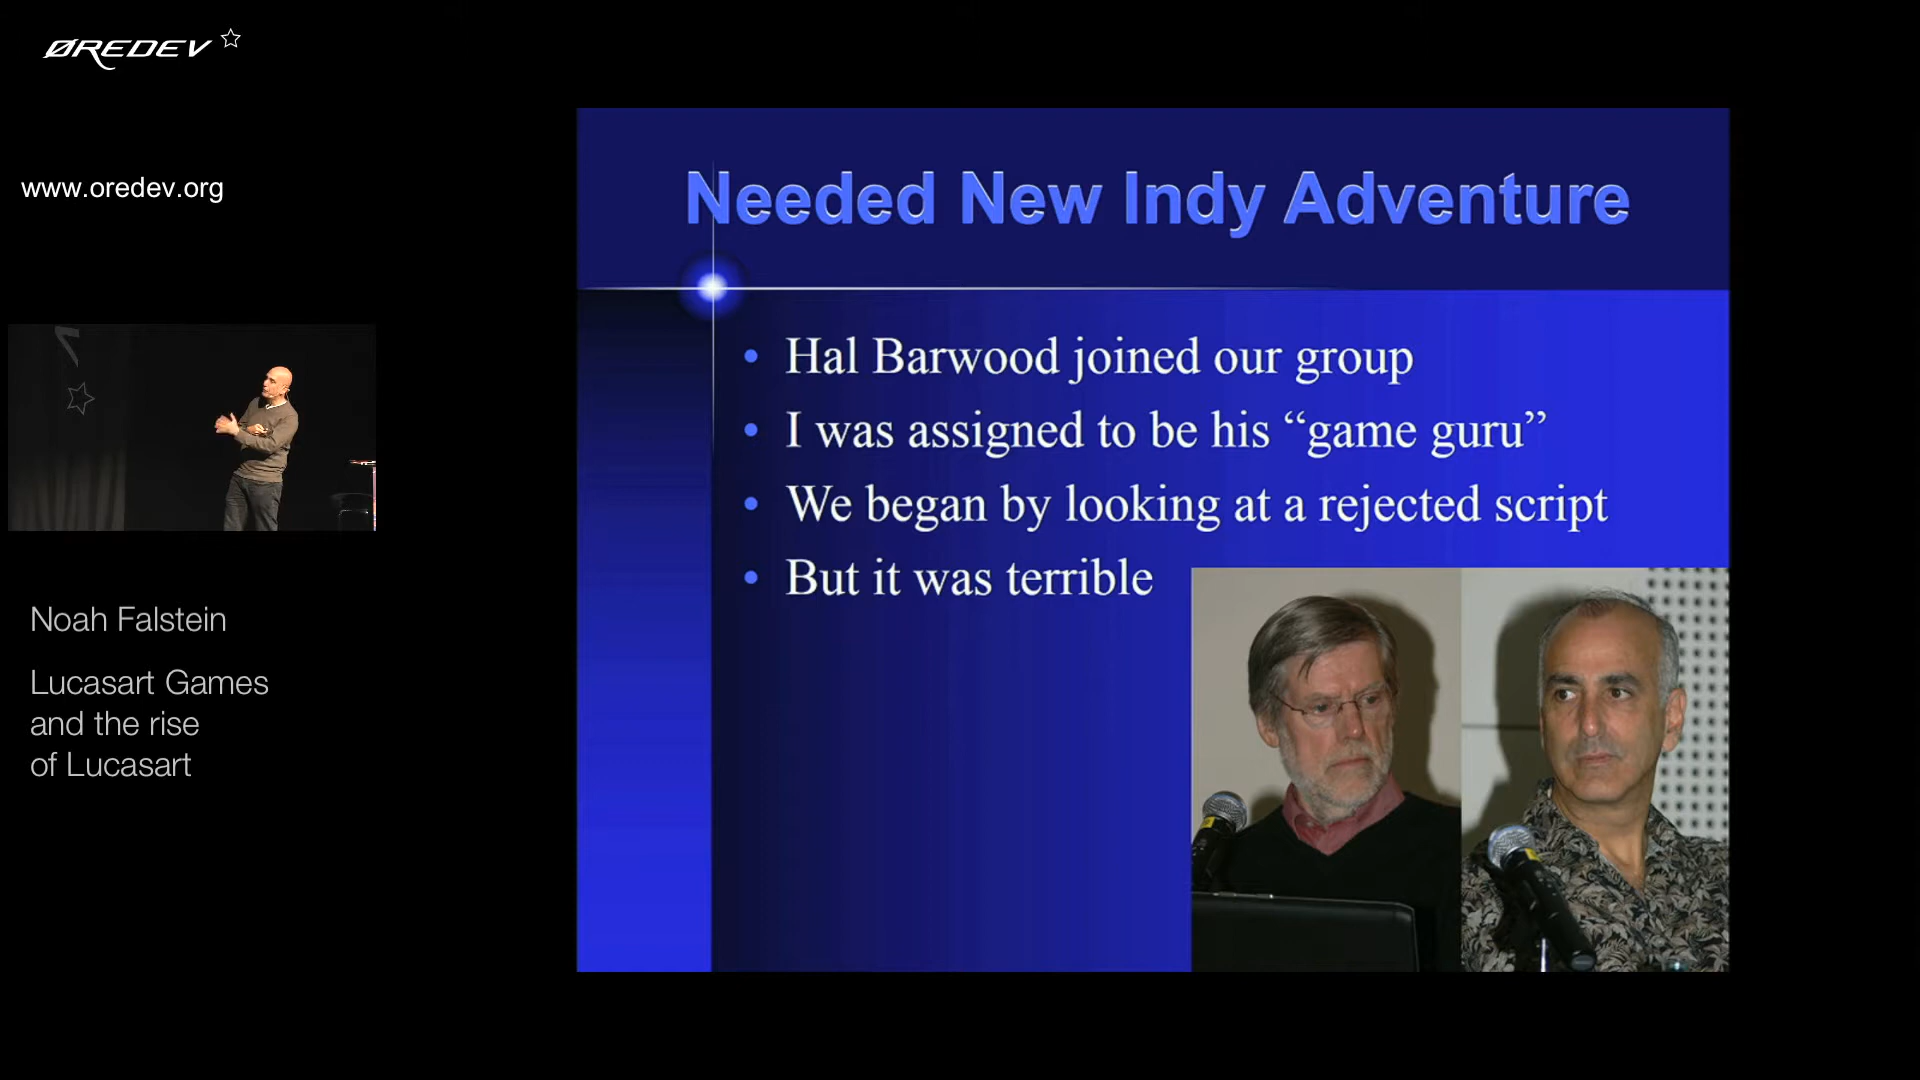 ØREDEV
www.oredev.org
Needed New Indy Adventure
• Hal Barwood joined our group
• I was assigned to be his “game guru”
• We began by looking at a rejected script
• But it was terrible
Noah Falstein
Lucasart Games
and the rise
of Lucasart